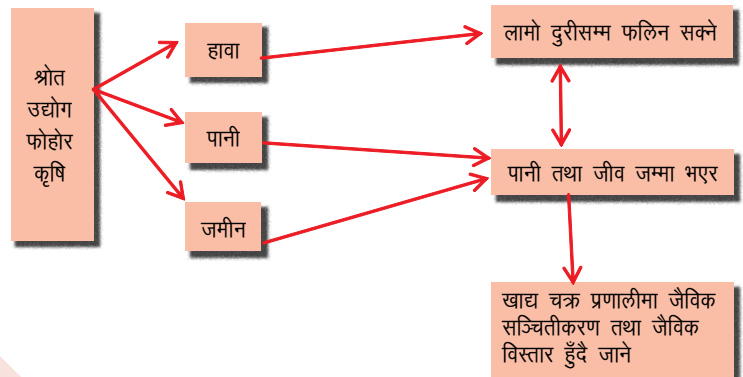 श्रोत
उद्योग
फोहोर
कृषि
हावा
पानी
जमीन
लामो दुरीसम्म फलिन सक्ने
पानी तथा जीव जम्मा भएर
खाद्य चक्र प्रणालीमा जैविक
सञ्चितीकरण तथा जैविक
विस्तार हुँदै जाने